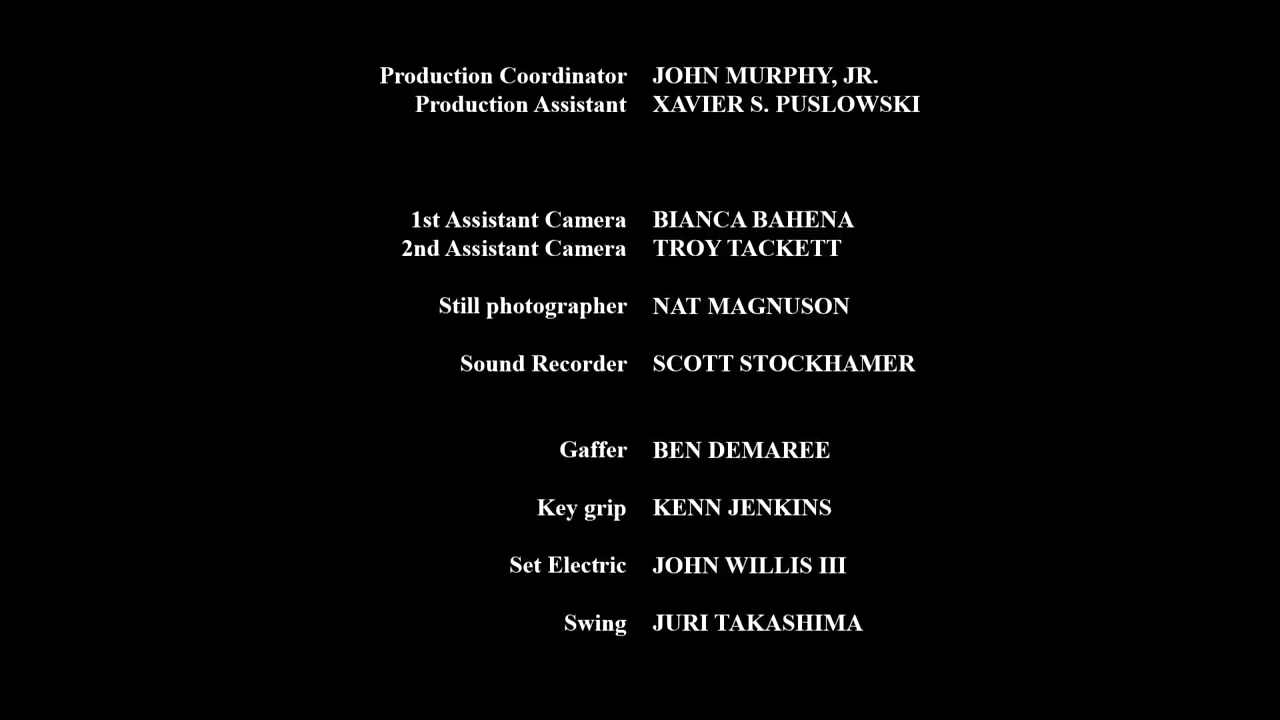 Production Coordinator JOHN MURPHY, JR.
Production Assistant XAVIER S. PUSLOWSKI
1st Assistant Camera BIANCA BAHENA
2nd Assistant Camera TROY TACKETT
Still photographer NAT MAGNUSON
Sound Recorder SCOTT STOCKHAMER
Gaffer BEN DEMAREE
Key grip KENN JENKINS
Set Electric JOHN WILLIS III
Swing JURI TAKASHIMA